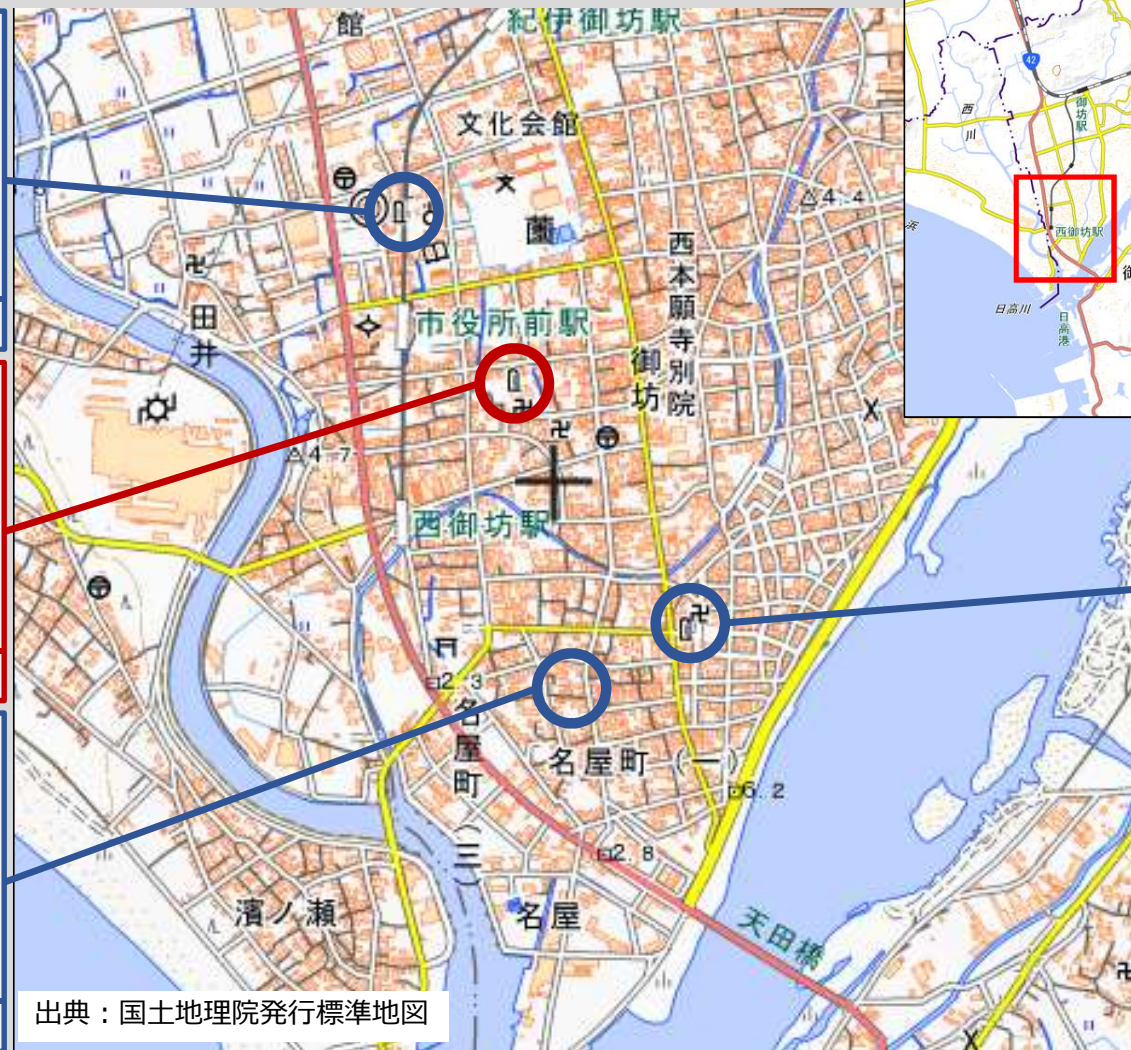 館
紀伊御坊駅
文化会館
薗
4.4
西本願寺別院
田井
市役所前駅
御坊
4.7
西御坊駅
2.3
名屋町(三)
名屋町(一)
6.2
2.8
濱ノ瀬
名屋
天田橋
出典：国土地理院発行標準地図
42
御坊駅
西川
浜
西御坊駅
御
日高川
日高港